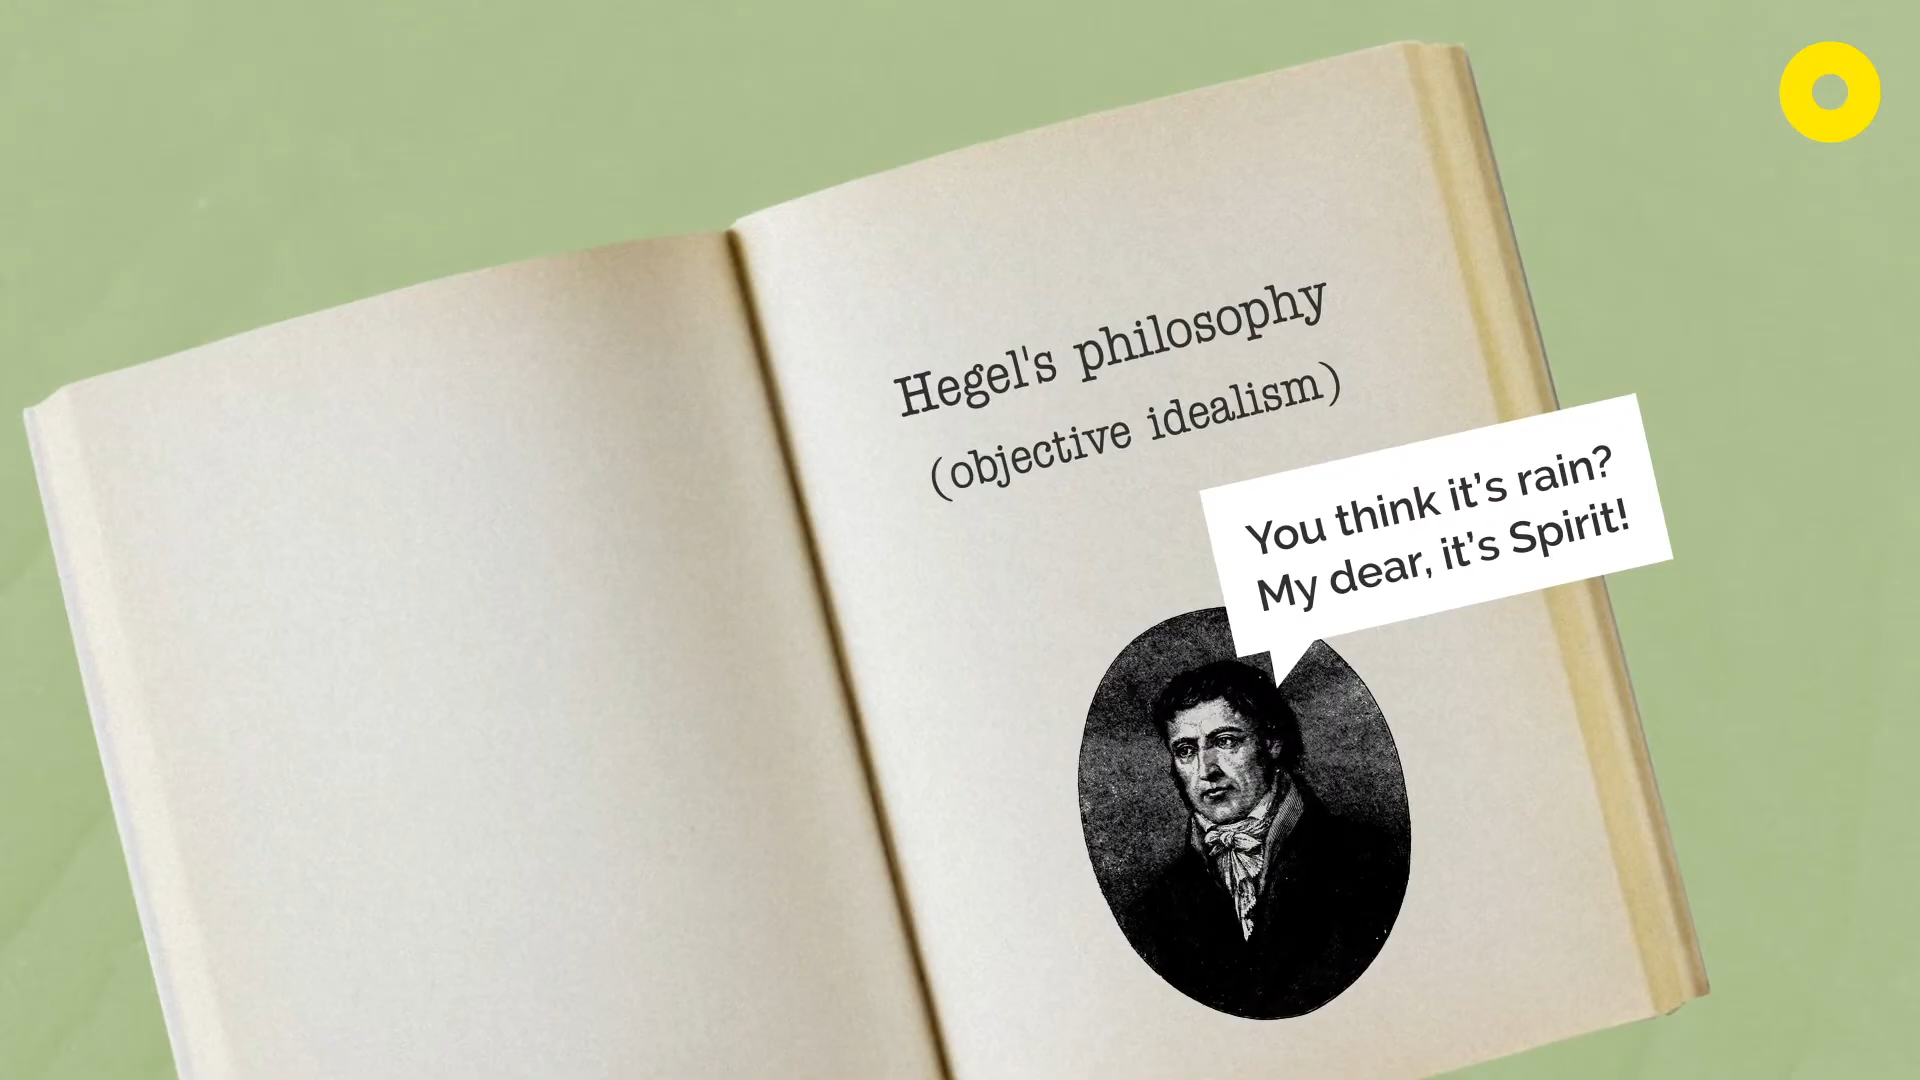 Hegel's philosophy
(objective idealism)
You think it’s rain?
My dear, it’s Spirit!